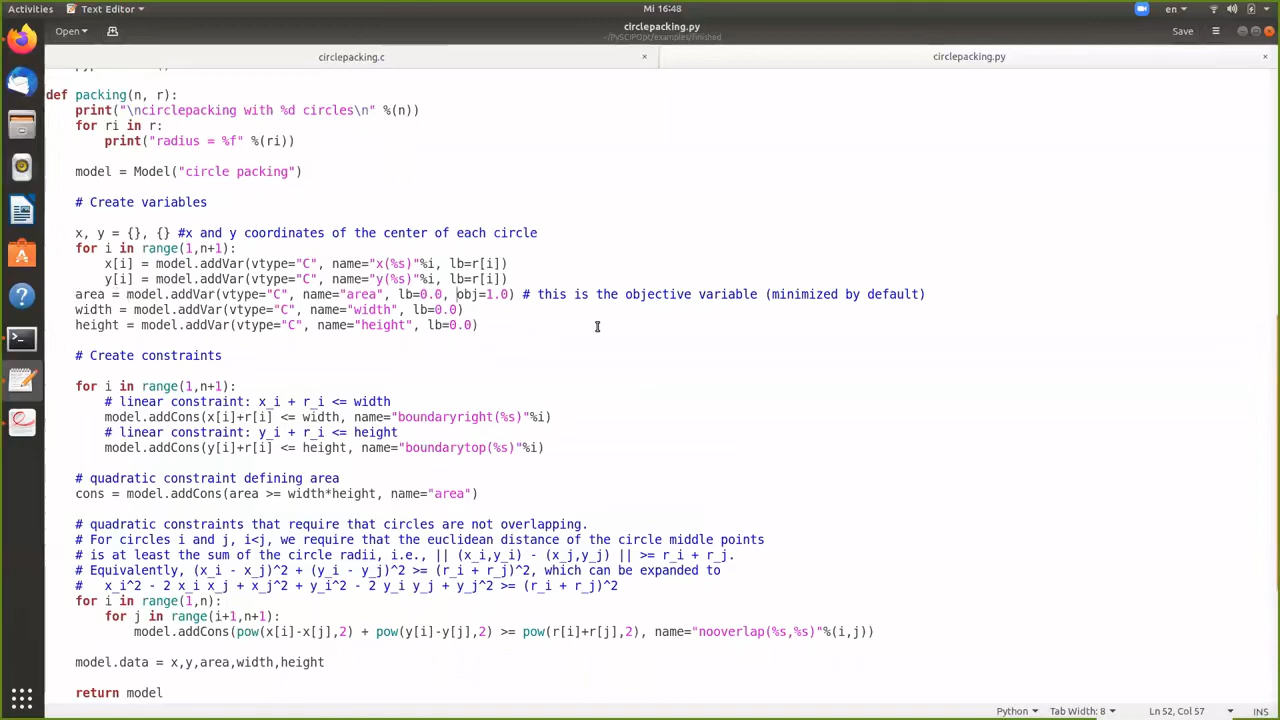 Activities Text Editor Mi 16:48 en
Open circlepacking.py Save
~/PySCIPOpt/examples/finished
circlepacking.c × circlepacking.py ×
def packing(n, r):
print("\ncirclepacking with %d circles\n" %(n))
for ri in r:
print("radius = %f" %(ri))
model = Model("circle packing")
# Create variables
x, y = {}, {} #x and y coordinates of the center of each circle
for i in range(1,n+1):
x[i] = model.addVar(vtype="C", name="x(%s)"%i, lb=r[i])
y[i] = model.addVar(vtype="C", name="y(%s)"%i, lb=r[i])
area = model.addVar(vtype="C", name="area", lb=0.0, obj=1.0) # this is the objective variable (minimized by default)
width = model.addVar(vtype="C", name="width", lb=0.0)
height = model.addVar(vtype="C", name="height", lb=0.0)
# Create constraints
for i in range(1,n+1):
# linear constraint: x_i + r_i <= width
model.addCons(x[i]+r[i] <= width, name="boundaryright(%s)"%i)
# linear constraint: y_i + r_i <= height
model.addCons(y[i]+r[i] <= height, name="boundarytop(%s)"%i)
# quadratic constraint defining area
cons = model.addCons(area >= width*height, name="area")
# quadratic constraints that require that circles are not overlapping.
# For circles i and j, i<j, we require that the euclidean distance of the circle middle points
# is at least the sum of the circle radii, i.e., || (x_i,y_i) - (x_j,y_j) || >= r_i + r_j.
# Equivalently, (x_i - x_j)^2 + (y_i - y_j)^2 >= (r_i + r_j)^2, which can be expanded to
# x_i^2 - 2 x_i x_j + x_j^2 + y_i^2 - 2 y_i y_j + y_j^2 >= (r_i + r_j)^2
for i in range(1,n):
for j in range(i+1,n+1):
model.addCons(pow(x[i]-x[j],2) + pow(y[i]-y[j],2) >= pow(r[i]+r[j],2), name="nooverlap(%s,%s)"%(i,j))
model.data = x,y,area,width,height
return model
Python Tab Width: 8 Ln 52, Col 57 INS